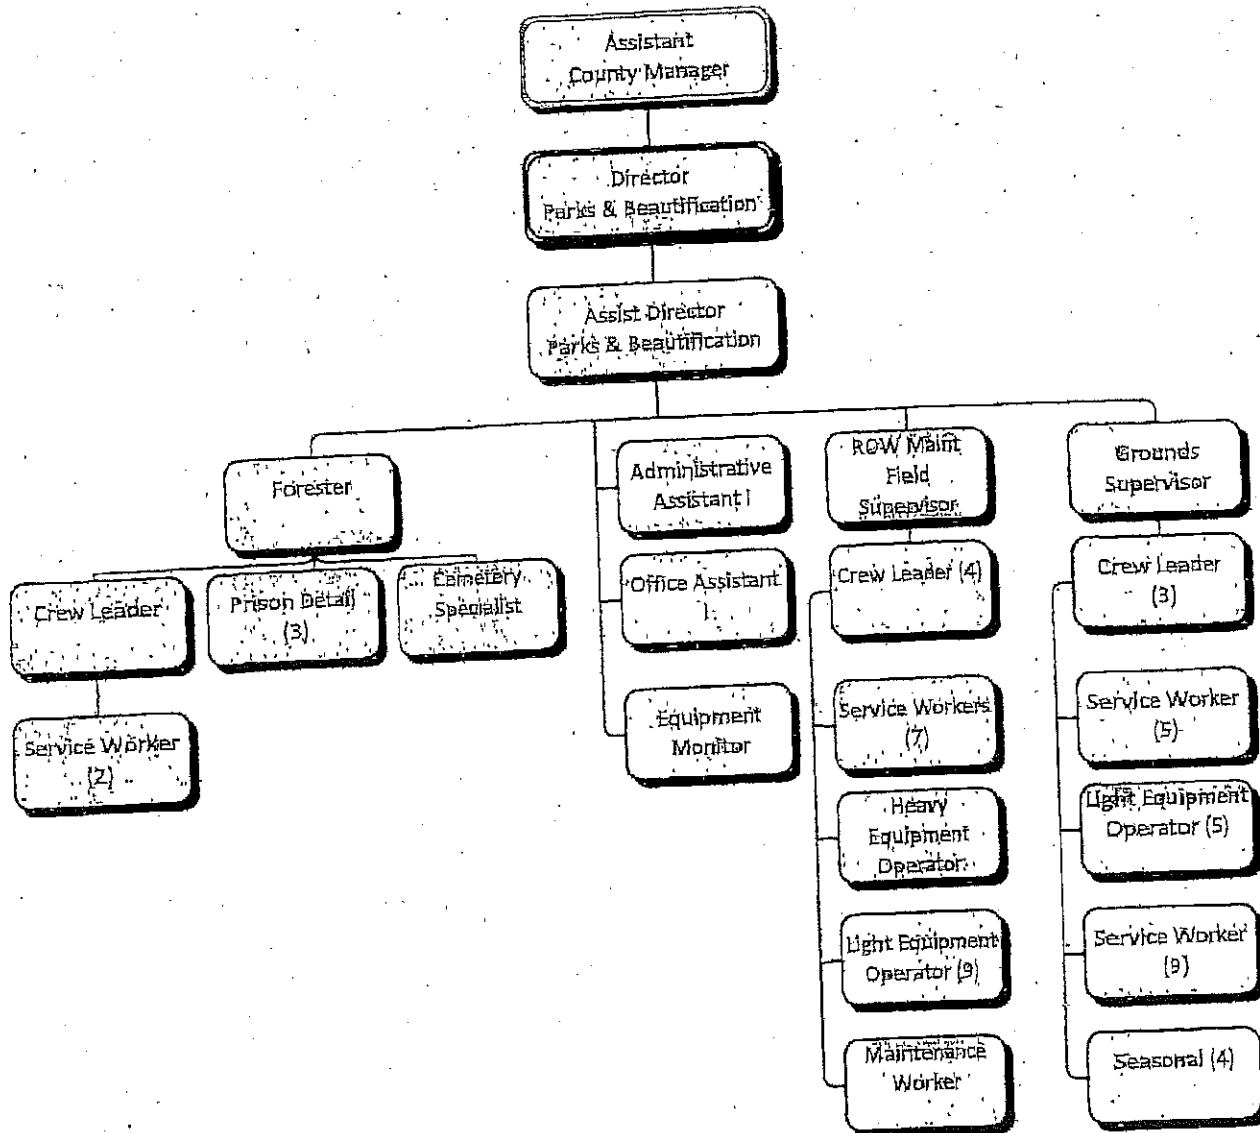 Assistant
County Manager
Director
Parks & Beautification
Assist Director
Parks & Beautification
Forester
Administrative
Assistant I
ROW Maint
Field
Supervisor
Grounds
Supervisor
Crew Leader
Prison Detail
(3)
Cemetery
Specialist
Office Assistant
I
Crew Leader (4)
Crew Leader
(3)
Service Worker
(2)
Equipment
Monitor
Service Workers
(7)
Service Worker
(5)
Heavy
Equipment
Operator
Light Equipment
Operator (5)
Light Equipment
Operator (9)
Service Worker
(9)
Maintenance
Worker
Seasonal (4)